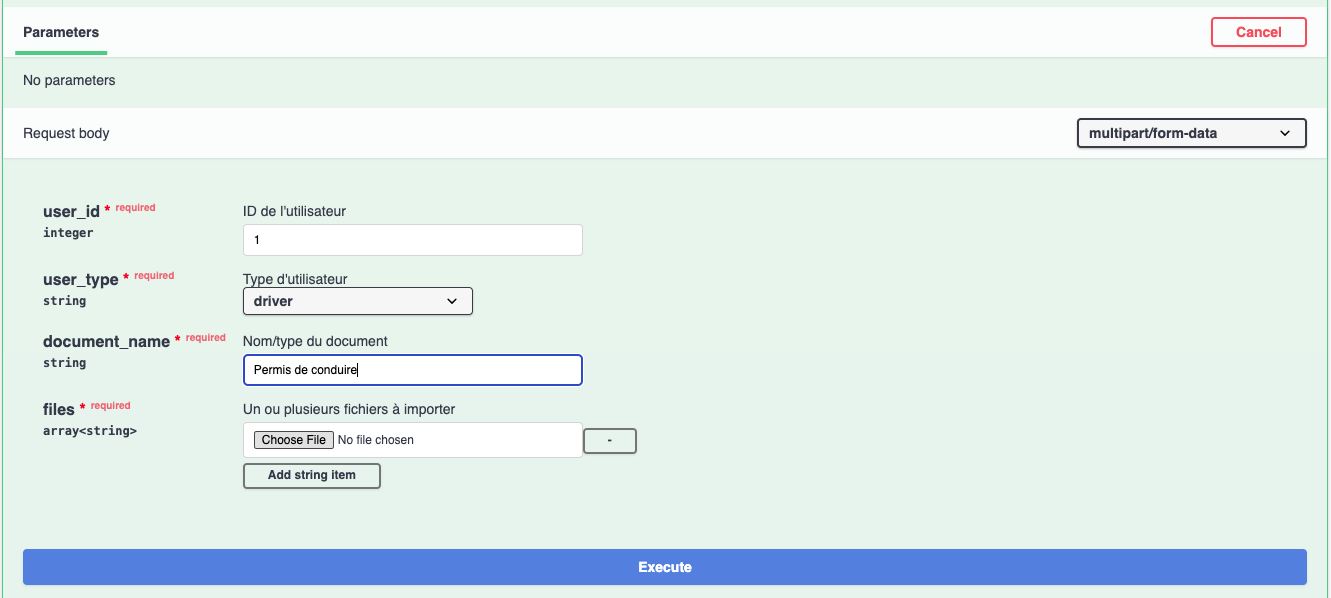 Parameters
Cancel
No parameters
Request body
multipart/form-data
user_id * required
ID de l'utilisateur
integer
1
user_type * required
Type d'utilisateur
string
driver
document_name * required
Nom/type du document
string
Permis de conduire
files * required
Un ou plusieurs fichiers à importer
array<string>
Choose File No file chosen
-
Add string item
Execute